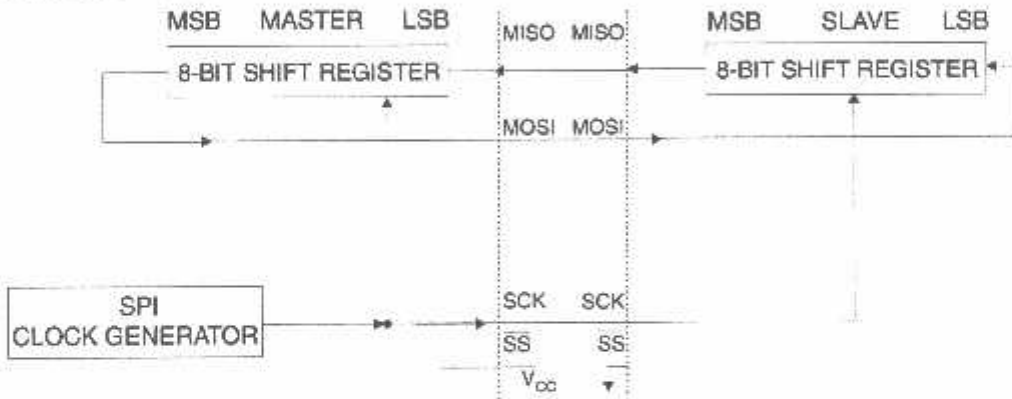 MSB MASTER LSB
MISO MISO
MSB SLAVE LSB
8-BIT SHIFT REGISTER
8-BIT SHIFT REGISTER
MOSI MOSI
SPI
CLOCK GENERATOR
SCK SCK
SS SS
VCC